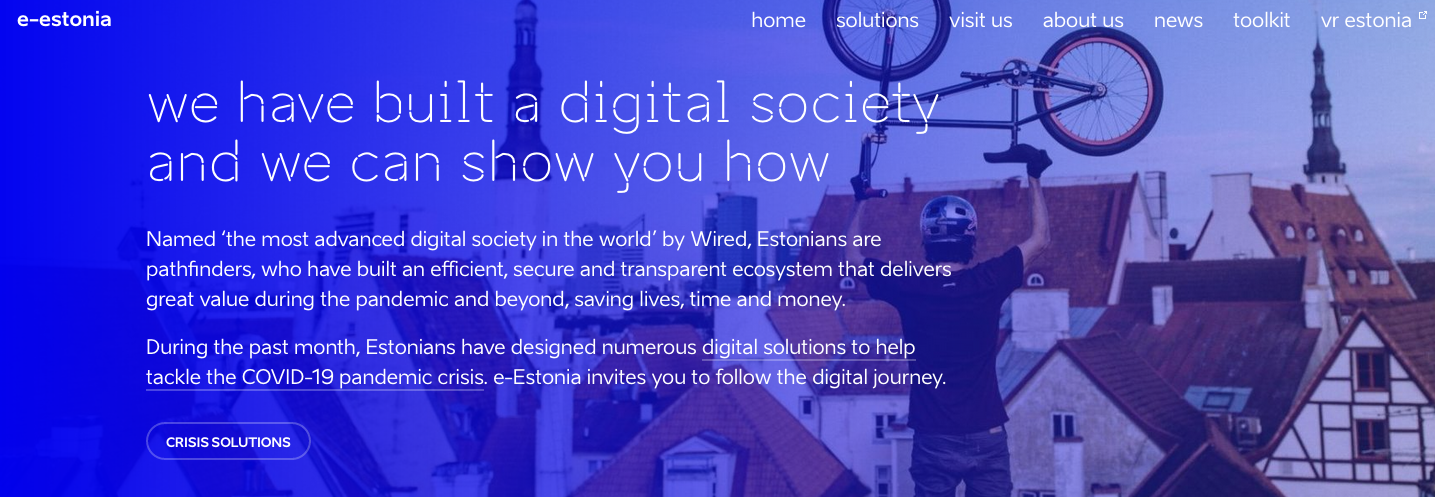 e-estonia
home solutions visit us about us news toolkit vr estonia
we have built a digital society
and we can show you how
Named ‘the most advanced digital society in the world’ by Wired, Estonians are
pathfinders, who have built an efficient, secure and transparent ecosystem that delivers
great value during the pandemic and beyond, saving lives, time and money.
During the past month, Estonians have designed numerous digital solutions to help
tackle the COVID-19 pandemic crisis. e-Estonia invites you to follow the digital journey.
CRISIS SOLUTIONS